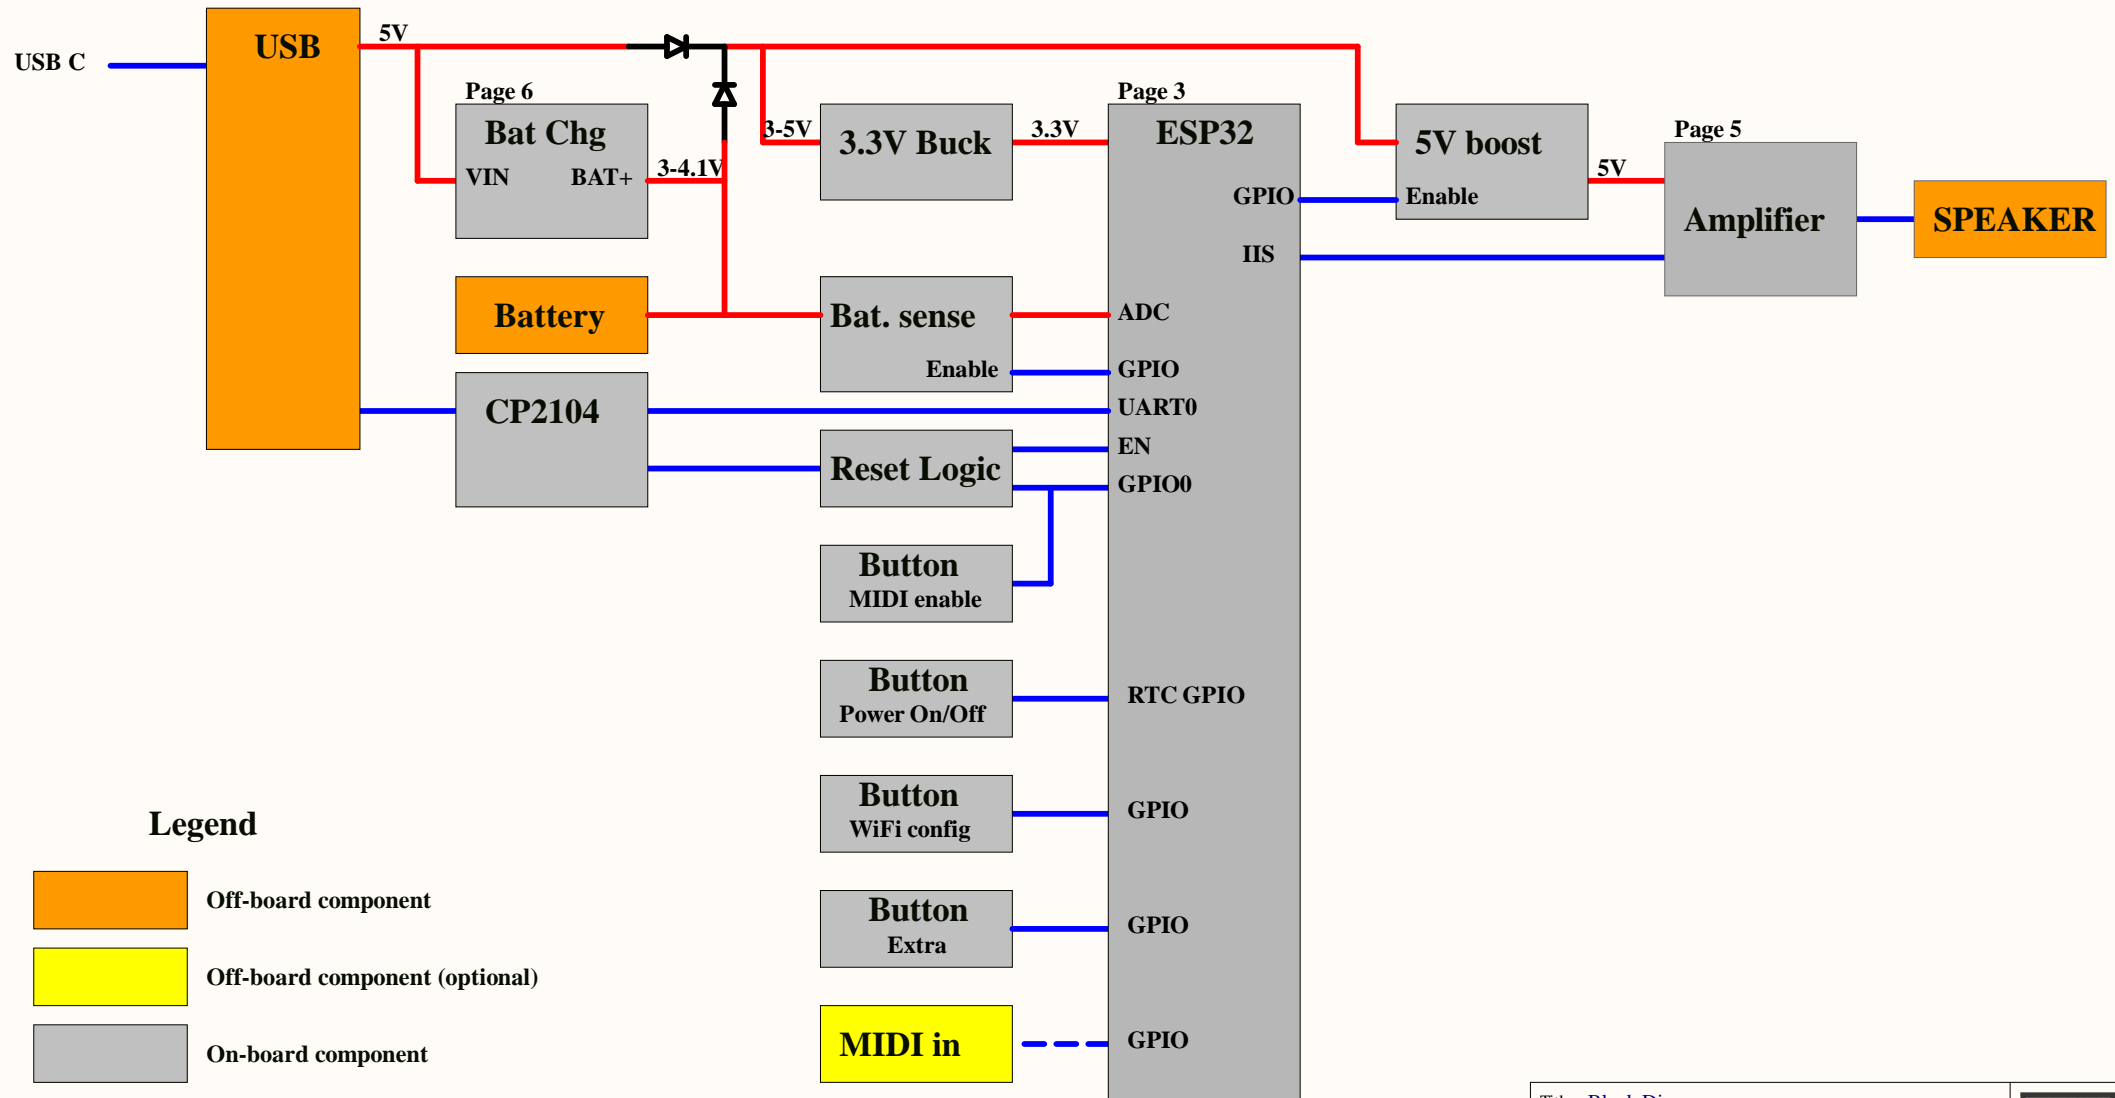 USB C
USB
5V
Page 6
Bat Chg
VIN
BAT+
3-4.1V
3-5V
3.3V Buck
3.3V
Page 3
ESP32
GPIO
IIS
5V boost
Enable
5V
Page 5
Amplifier
SPEAKER
Battery
Bat. sense
Enable
ADC
GPIO
CP2104
UART0
Reset Logic
EN
GPIO0
Button
MIDI enable
Button
Power On/Off
RTC GPIO
Button
WiFi config
GPIO
Button
Extra
GPIO
MIDI in
GPIO
Legend
Off-board component
Off-board component (optional)
On-board component